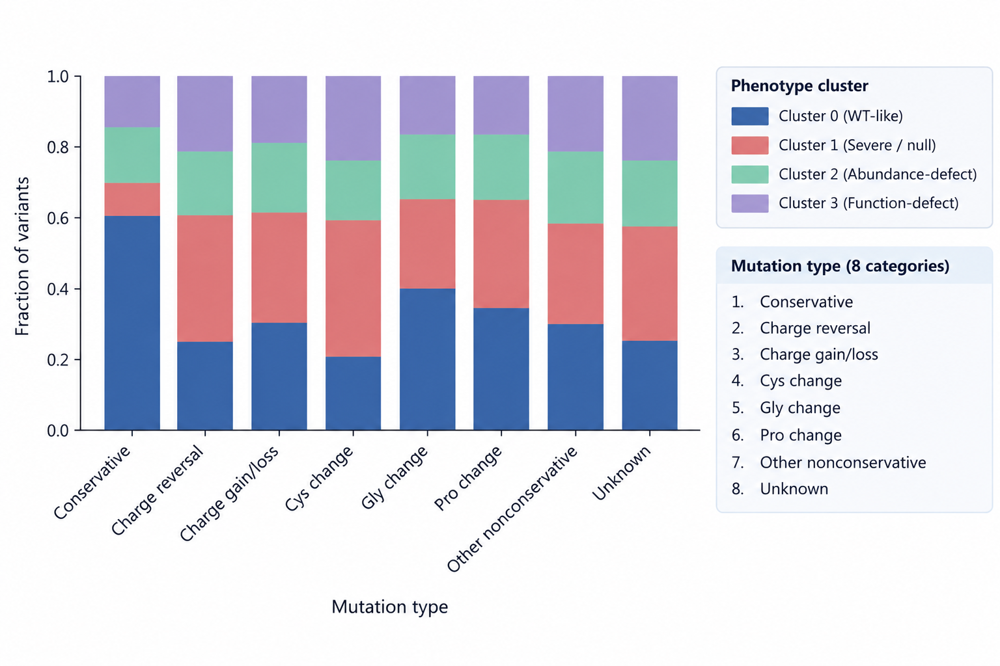 1.0
0.8
0.6
0.4
0.2
0.0
Fraction of variants
Conservative
Charge reversal
Charge gain/loss
Cys change
Gly change
Pro change
Other nonconservative
Unknown
Mutation type
Phenotype cluster
Cluster 0 (WT-like)
Cluster 1 (Severe / null)
Cluster 2 (Abundance-defect)
Cluster 3 (Function-defect)
Mutation type (8 categories)
1. Conservative
2. Charge reversal
3. Charge gain/loss
4. Cys change
5. Gly change
6. Pro change
7. Other nonconservative
8. Unknown